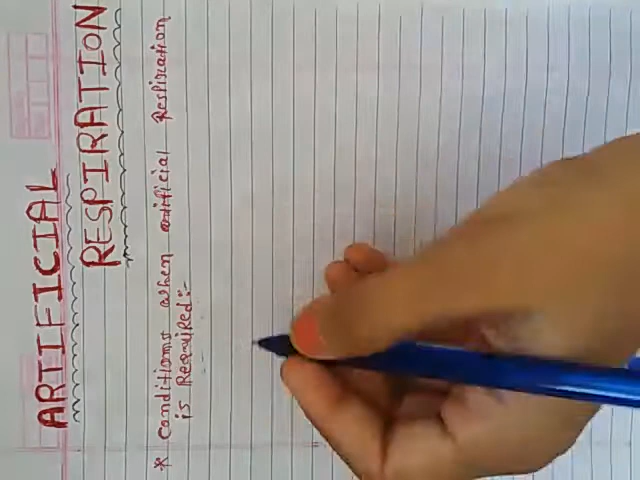 ARTIFICIAL
RESPIRATION
* Conditions when artificial Respiration
is Required:-